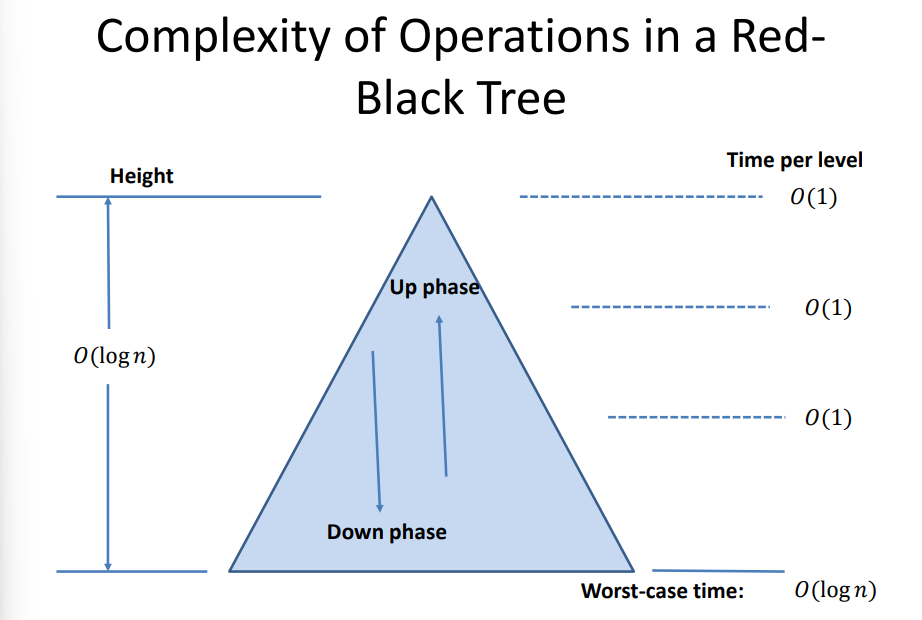 Complexity of Operations in a Red-
Black Tree
Time per level
Height
O(1)
Up phase
O(1)
O(log n)
O(1)
Down phase
Worst-case time: O(log n)